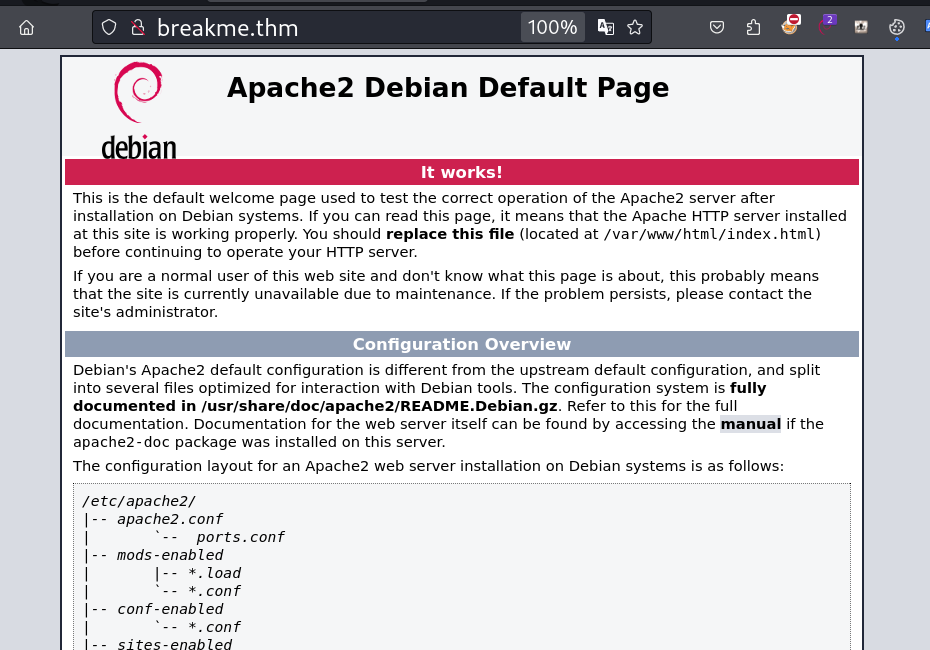 breakme.thm
100%
2
debian
Apache2 Debian Default Page
It works!
This is the default welcome page used to test the correct operation of the Apache2 server after
installation on Debian systems. If you can read this page, it means that the Apache HTTP server installed
at this site is working properly. You should replace this file (located at /var/www/html/index.html)
before continuing to operate your HTTP server.
If you are a normal user of this web site and don't know what this page is about, this probably means
that the site is currently unavailable due to maintenance. If the problem persists, please contact the
site's administrator.
Configuration Overview
Debian's Apache2 default configuration is different from the upstream default configuration, and split
into several files optimized for interaction with Debian tools. The configuration system is fully
documented in /usr/share/doc/apache2/README.Debian.gz. Refer to this for the full
documentation. Documentation for the web server itself can be found by accessing the manual if the
apache2-doc package was installed on this server.
The configuration layout for an Apache2 web server installation on Debian systems is as follows:
/etc/apache2/
|-- apache2.conf
|       `--  ports.conf
|-- mods-enabled
|       |-- *.load
|       `-- *.conf
|-- conf-enabled
|       `-- *.conf
|-- sites-enabled